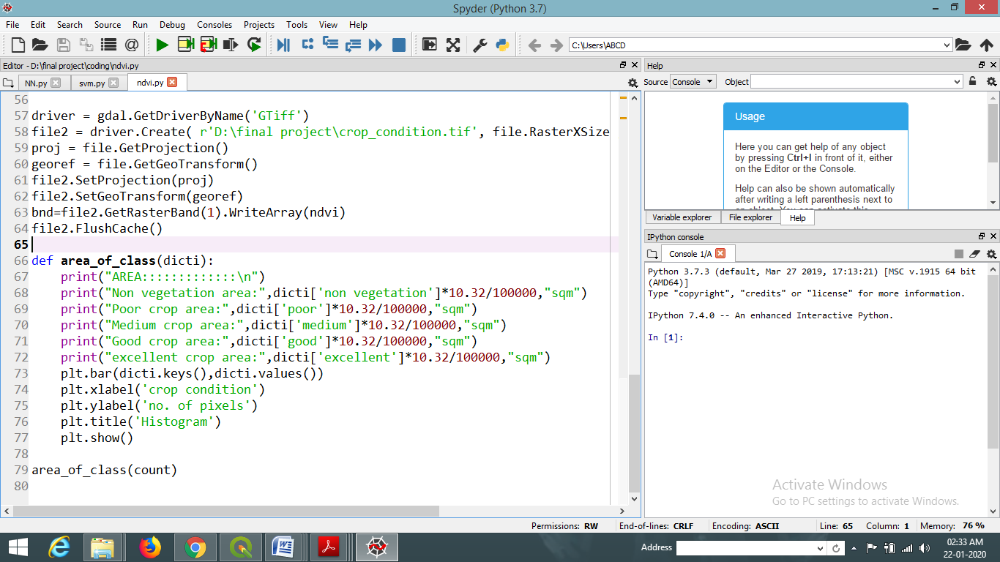 Spyder (Python 3.7)
File Edit Search Source Run Debug Consoles Projects Tools View Help
C:\Users\ABCD
Editor - D:\final project\coding\ndvi.py
NN.py svm.py ndvi.py
56
57 driver = gdal.GetDriverByName('GTiff')
58 file2 = driver.Create( r'D:\final project\crop_condition.tif', file.RasterXSize
59 proj = file.GetProjection()
60 georef = file.GetGeoTransform()
61 file2.SetProjection(proj)
62 file2.SetGeoTransform(georef)
63 bnd=file2.GetRasterBand(1).WriteArray(ndvi)
64 file2.FlushCache()
65
66 def area_of_class(dicti):
67     print("AREA:::::::::::::\n")
68     print("Non vegetation area:",dicti['non vegetation']*10.32/100000,"sqm")
69     print("Poor crop area:",dicti['poor']*10.32/100000,"sqm")
70     print("Medium crop area:",dicti['medium']*10.32/100000,"sqm")
71     print("Good crop area:",dicti['good']*10.32/100000,"sqm")
72     print("excellent crop area:",dicti['excellent']*10.32/100000,"sqm")
73     plt.bar(dicti.keys(),dicti.values())
74     plt.xlabel('crop condition')
75     plt.ylabel('no. of pixels')
76     plt.title('Histogram')
77     plt.show()
78
79 area_of_class(count)
80
Help
Source Console Object
Usage
Here you can get help of any object
by pressing Ctrl+I in front of it, either
on the Editor or the Console.
Help can also be shown automatically
after writing a left parenthesis next to
an object. You can activate this
Variable explorer File explorer Help
IPython console
Console 1/A
Python 3.7.3 (default, Mar 27 2019, 17:13:21) [MSC v.1915 64 bit
(AMD64)]
Type "copyright", "credits" or "license" for more information.
IPython 7.4.0 -- An enhanced Interactive Python.
In [1]:
Activate Windows
Go to PC settings to activate Windows.
Permissions: RW End-of-lines: CRLF Encoding: ASCII Line: 65 Column: 1 Memory: 76 %
Address
02:33 AM
22-01-2020